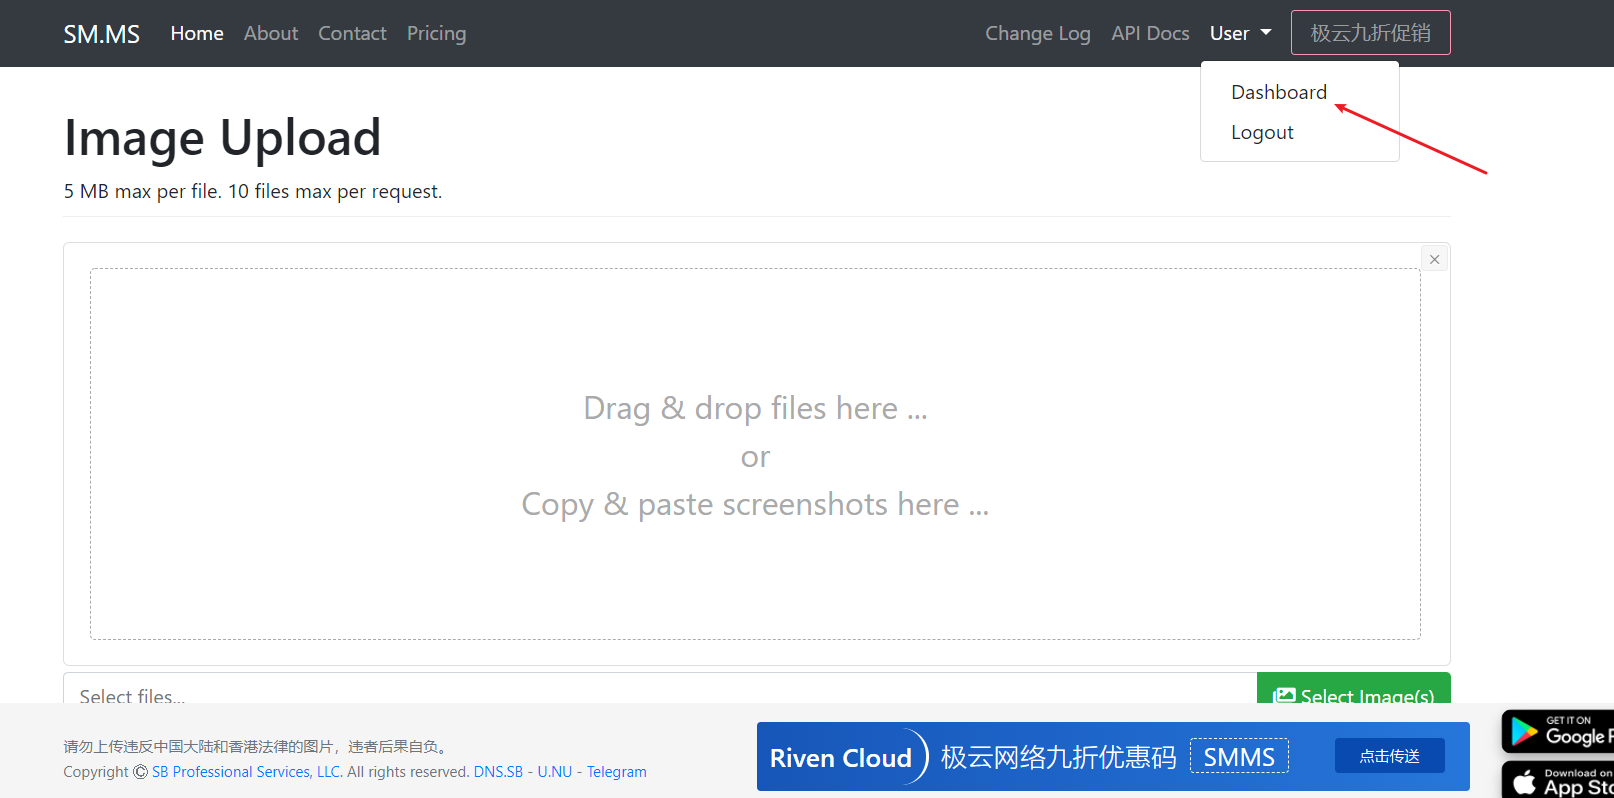 SM.MS Home About Contact Pricing Change Log API Docs User 极云九折促销
Dashboard
Logout
Image Upload
5 MB max per file. 10 files max per request.
×
Drag & drop files here ...
or
Copy & paste screenshots here ...
Select files...
Select Image(s)
请勿上传违反中国大陆和香港法律的图片，违者后果自负。
Copyright © SB Professional Services, LLC. All rights reserved. DNS.SB - U.NU - Telegram
Riven Cloud 极云网络九折优惠码 SMMS 点击传送
GET IT ON
Google
Download on
App